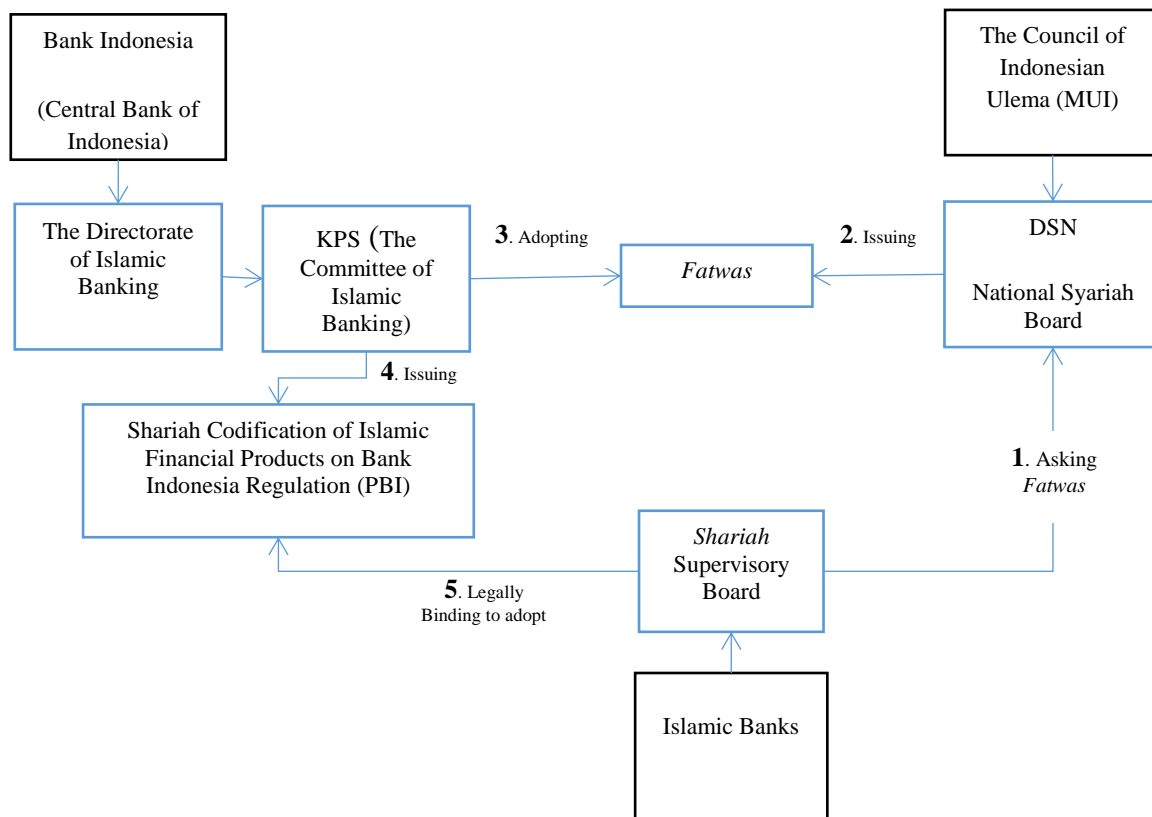 Bank Indonesia
(Central Bank of
Indonesia)
The Council of
Indonesian
Ulema (MUI)
The Directorate
of Islamic
Banking
KPS (The
Committee of
Islamic
Banking)
3. Adopting
Fatwas
2. Issuing
DSN
National Syariah
Board
4. Issuing
Shariah Codification of Islamic
Financial Products on Bank
Indonesia Regulation (PBI)
1. Asking
Fatwas
Shariah
Supervisory
Board
5. Legally
Binding to adopt
Islamic Banks